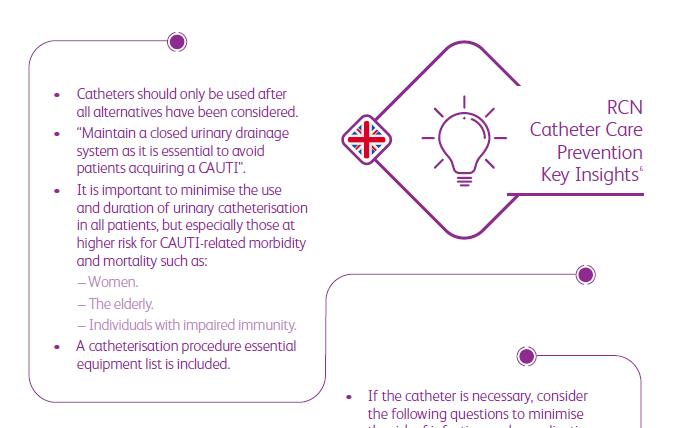 • Catheters should only be used after
all alternatives have been considered.
• “Maintain a closed urinary drainage
system as it is essential to avoid
patients acquiring a CAUTI”.
• It is important to minimise the use
and duration of urinary catheterisation
in all patients, but especially those at
higher risk for CAUTI-related morbidity
and mortality such as:
– Women.
– The elderly.
– Individuals with impaired immunity.
• A catheterisation procedure essential
equipment list is included.
RCN
Catheter Care
Prevention
Key Insights⁶
• If the catheter is necessary, consider
the following questions to minimise